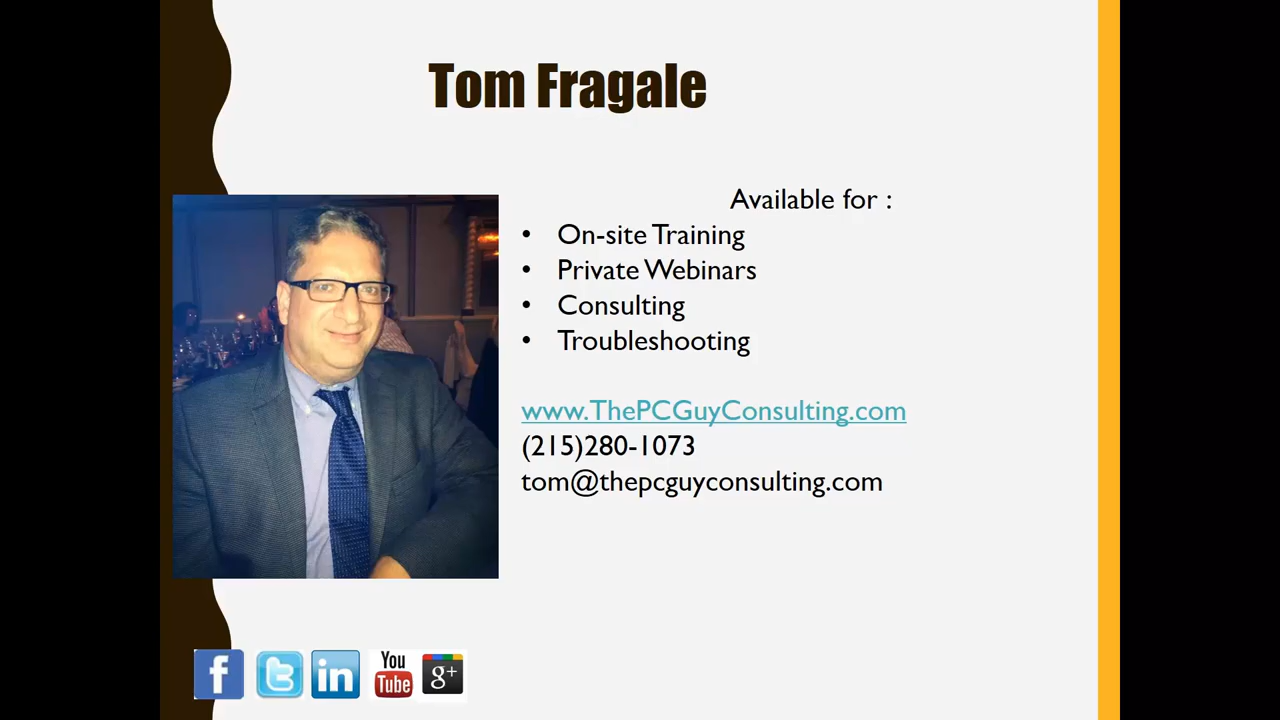 Tom Fragale
Available for :
• On-site Training
• Private Webinars
• Consulting
• Troubleshooting
www.ThePCGuyConsulting.com
(215)280-1073
tom@thepcguyconsulting.com
f t in You Tube g+